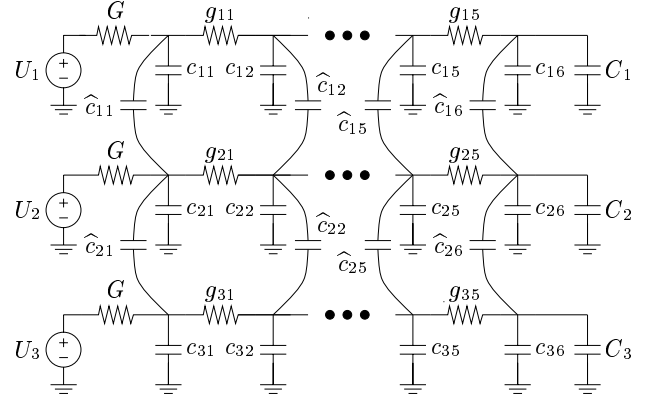 G g₁₁ g₁₅
U₁ + − c₁₁ c₁₂ c₁₅ c₁₆ C₁
ĉ₁₁ ĉ₁₂ ĉ₁₅ ĉ₁₆
G g₂₁ g₂₅
U₂ + − c₂₁ c₂₂ c₂₅ c₂₆ C₂
ĉ₂₁ ĉ₂₂ ĉ₂₅ ĉ₂₆
G g₃₁ g₃₅
U₃ + − c₃₁ c₃₂ c₃₅ c₃₆ C₃